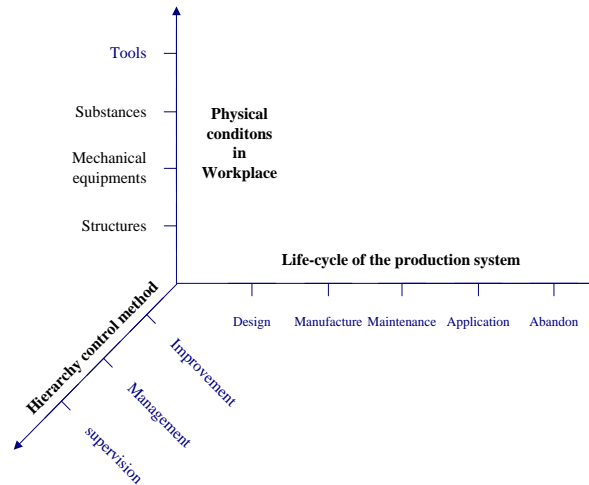 Tools
Substances
Physical
conditons
in
Workplace
Mechanical
equipments
Structures
Life-cycle of the production system
Design Manufacture Maintenance Application Abandon
Hierarchy control method
Improvement
Management
supervision